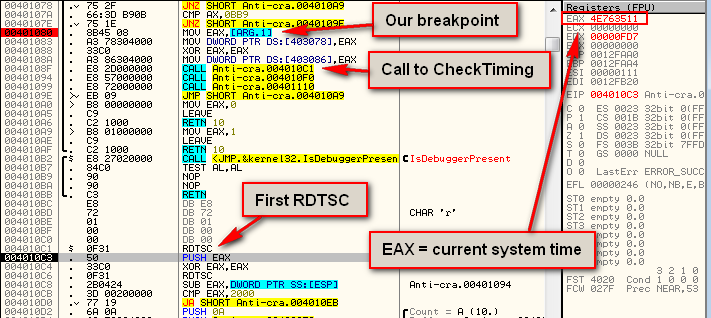 00401078 . 75 2F JNZ SHORT Anti-cra.004010A9
0040107A . 66:3D B90B CMP AX,0BB9
0040107E . 75 1E JNZ SHORT Anti-cra.0040109E
00401080 . 8B45 08 MOV EAX,[ARG.1]
00401083 . A3 78304000 MOV DWORD PTR DS:[403078],EAX
00401088 . 33C0 XOR EAX,EAX
0040108A . A3 86304000 MOV DWORD PTR DS:[403086],EAX
0040108F . E8 2D000000 CALL Anti-cra.004010C1
00401094 . E8 57000000 CALL Anti-cra.004010F0
00401099 . E8 72000000 CALL Anti-cra.00401110
0040109E . EB 09 JMP SHORT Anti-cra.004010A9
004010A0 > B8 00000000 MOV EAX,0
004010A5 . C9 LEAVE
004010A6 . C2 1000 RETN 10
004010A9 > B8 01000000 MOV EAX,1
004010AE . C9 LEAVE
004010AF . C2 1000 RETN 10
004010B2 $ E8 27020000 CALL <JMP.&kernel32.IsDebuggerPresen
IsDebuggerPresent
004010B7 . 84C0 TEST AL,AL
004010B9 . 90 NOP
004010BA . 90 NOP
004010BB . C3 RETN
004010BC E8 DB E8
004010BD 72 DB 72
CHAR 'r'
004010BE 01 DB 01
004010BF 00 DB 00
004010C0 00 DB 00
004010C1 $ 0F31 RDTSC
004010C3 . 50 PUSH EAX
004010C4 . 33C0 XOR EAX,EAX
004010C6 . 0F31 RDTSC
004010C8 . 2B0424 SUB EAX,DWORD PTR SS:[ESP]
Anti-cra.00401094
004010CB . 3D 00200000 CMP EAX,2000
004010D0 . 77 19 JA SHORT Anti-cra.004010EB
004010D2 . 6A 0A PUSH 0A
Count = A (10.)
Our breakpoint
Call to CheckTiming
First RDTSC
EAX = current system time
Registers (FPU)
EAX 4E763511
ECX 00000000
EDX 00000FD7
EBX 00000000
ESP 0012FAA0
EBP 0012FAA4
ESI 00000111
EDI 0012FB20
EIP 004010C3 Anti-cra
C 0 ES 0023 32bit 0(FF
P 1 CS 001B 32bit 0(FF
A 0 SS 0023 32bit 0(FF
Z 1 DS 0023 32bit 0(FF
S 0 FS 003B 32bit 7FFD
T 0 GS 0000 NULL
D 0
O 0 LastErr ERROR_SUCC
EFL 00000246 (NO,NB,E,B
ST0 empty 0.0
ST1 empty 0.0
ST2 empty 0.0
ST3 empty 0.0
3 2 1 0
FST 4020 Cond 1 0 0 0
FCW 027F Prec NEAR,53